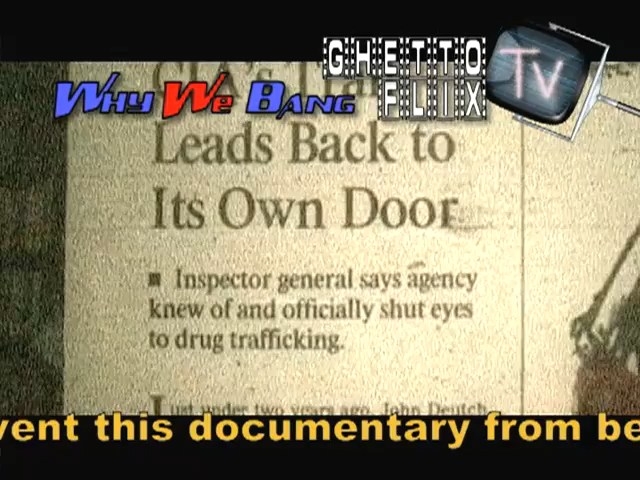 GHETTO
FLIX
TV
WHY WE BANG
Leads Back to
Its Own Door
■ Inspector general says agency
knew of and officially shut eyes
to drug trafficking.
Just under two years ago, John Deutch
vent this documentary from be